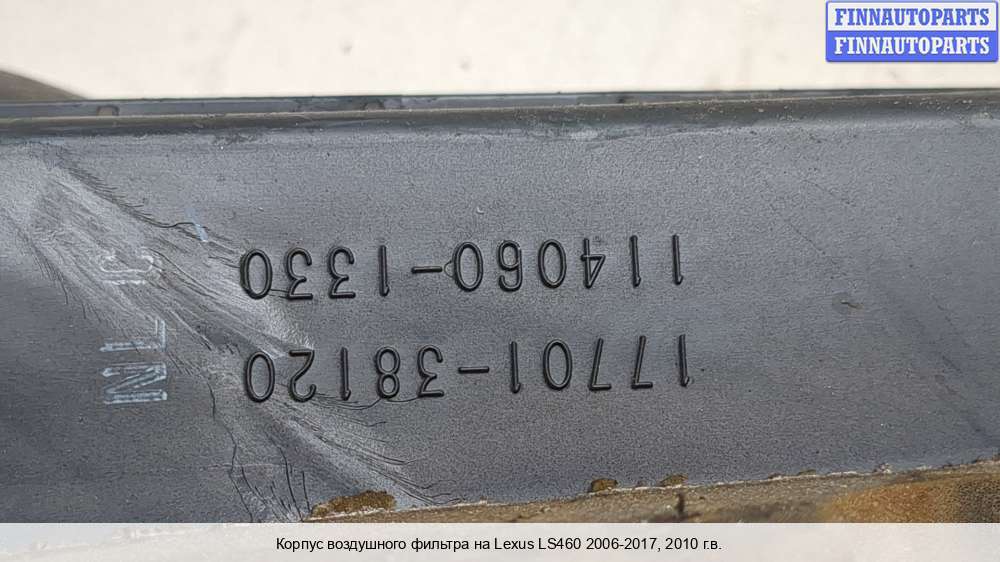 FINNAUTOPARTS
FINNAUTOPARTS
17701-38120
114060-1330
Корпус воздушного фильтра на Lexus LS460 2006-2017, 2010 г.в.